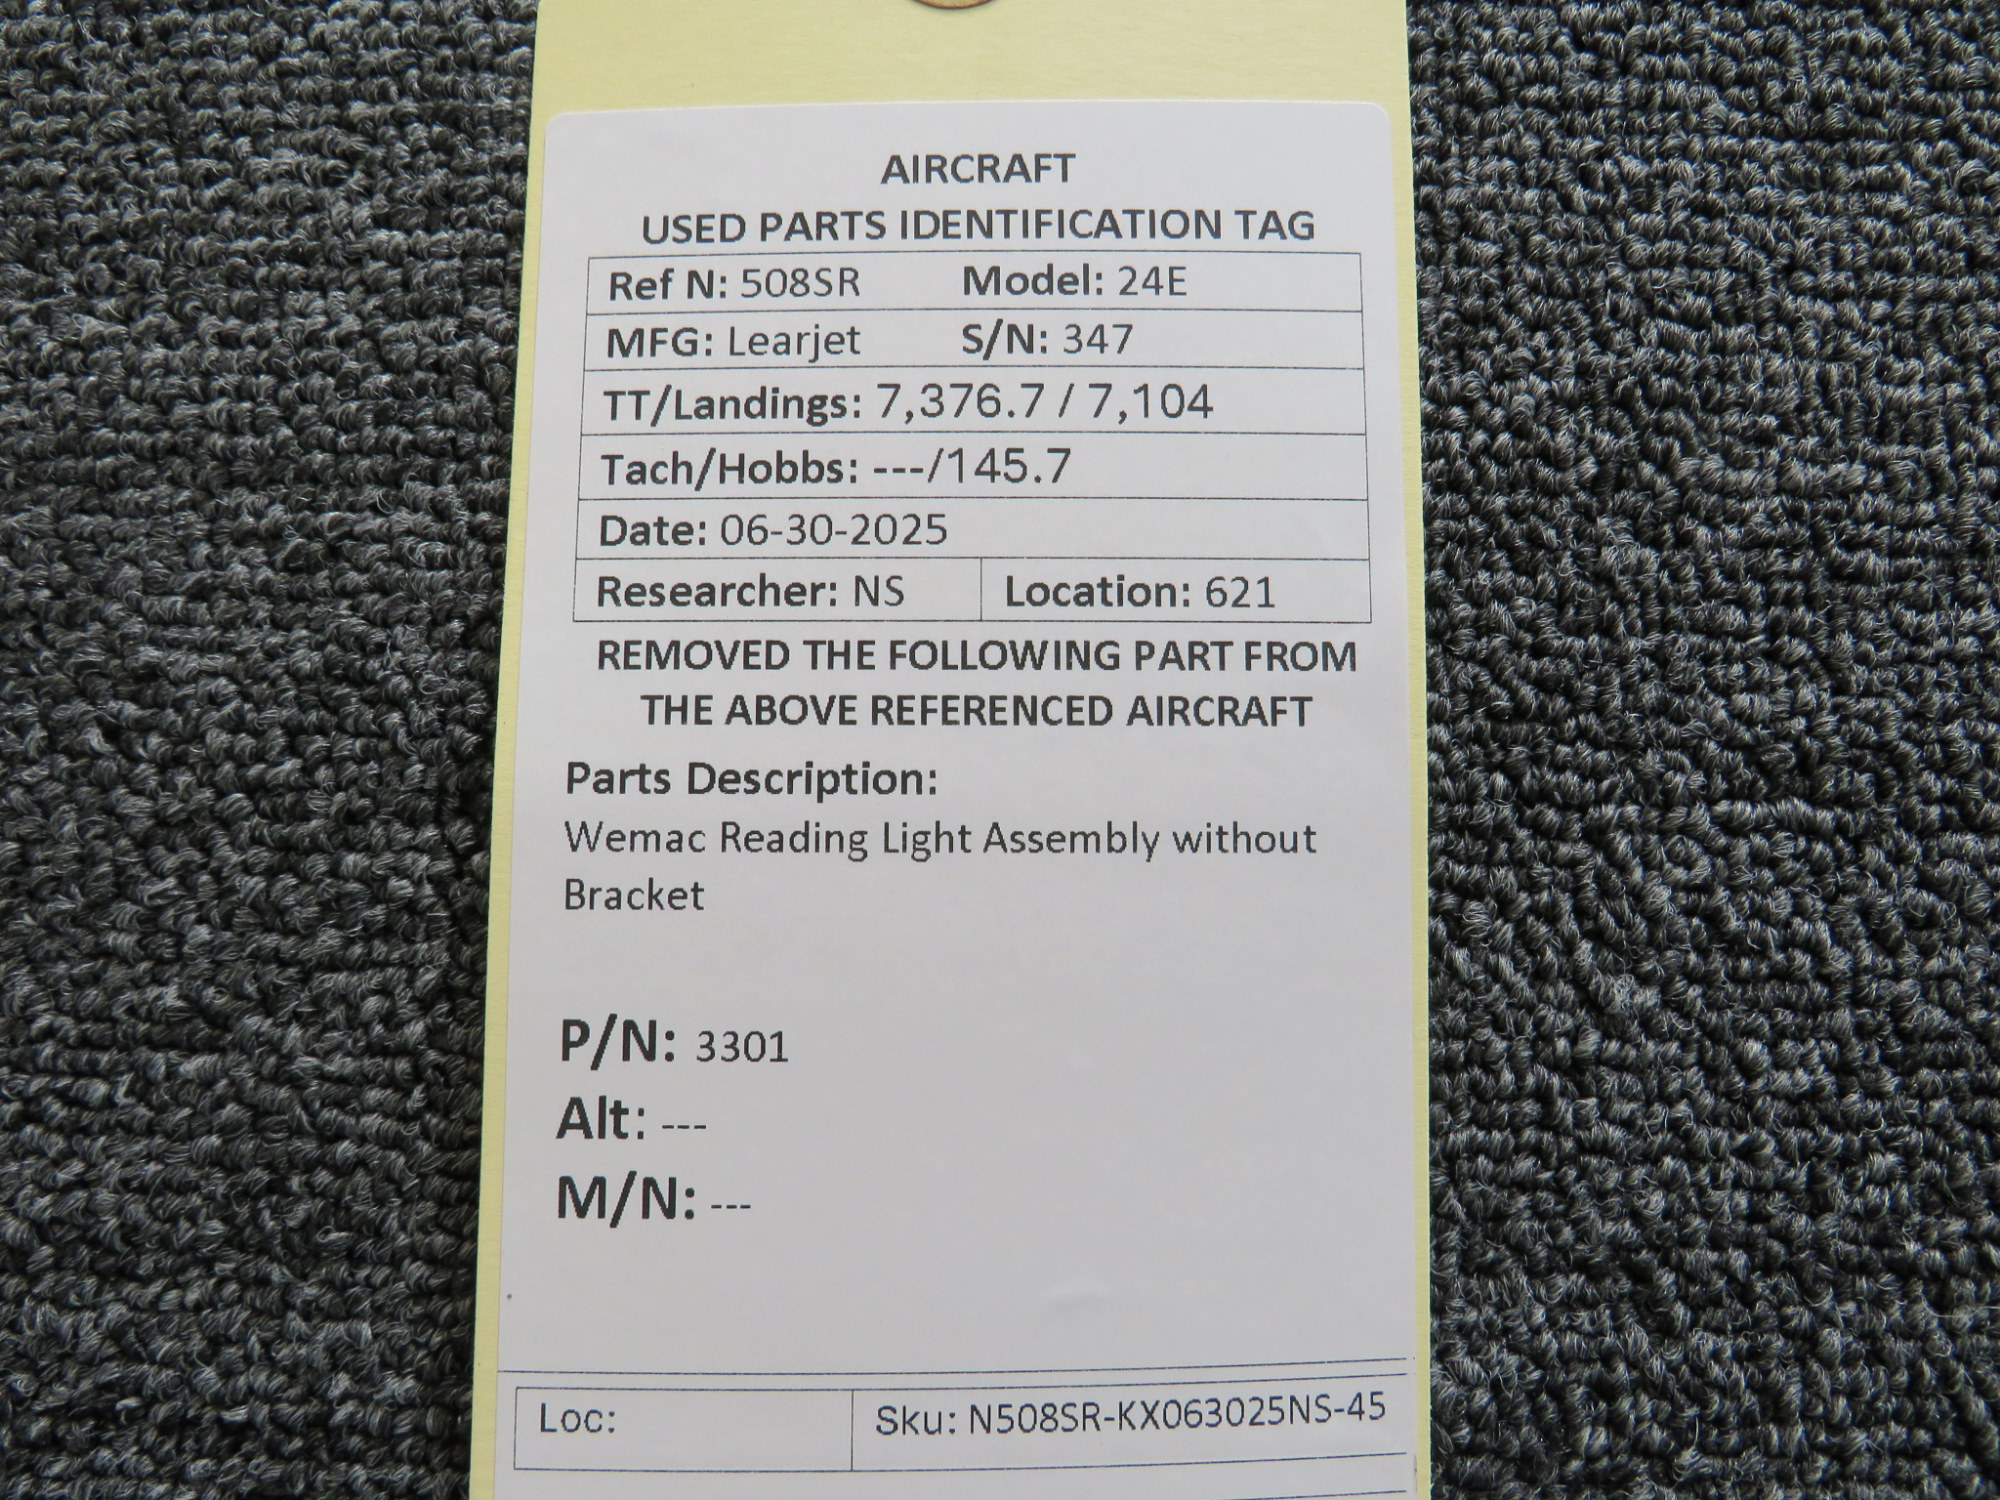 AIRCRAFT
USED PARTS IDENTIFICATION TAG
Ref N: 508SR Model: 24E
MFG: Learjet S/N: 347
TT/Landings: 7,376.7 / 7,104
Tach/Hobbs: ---/145.7
Date: 06-30-2025
Researcher: NS Location: 621
REMOVED THE FOLLOWING PART FROM
THE ABOVE REFERENCED AIRCRAFT
Parts Description:
Wemac Reading Light Assembly without
Bracket
P/N: 3301
Alt: ---
M/N: ---
Loc: Sku: N508SR-KX063025NS-45